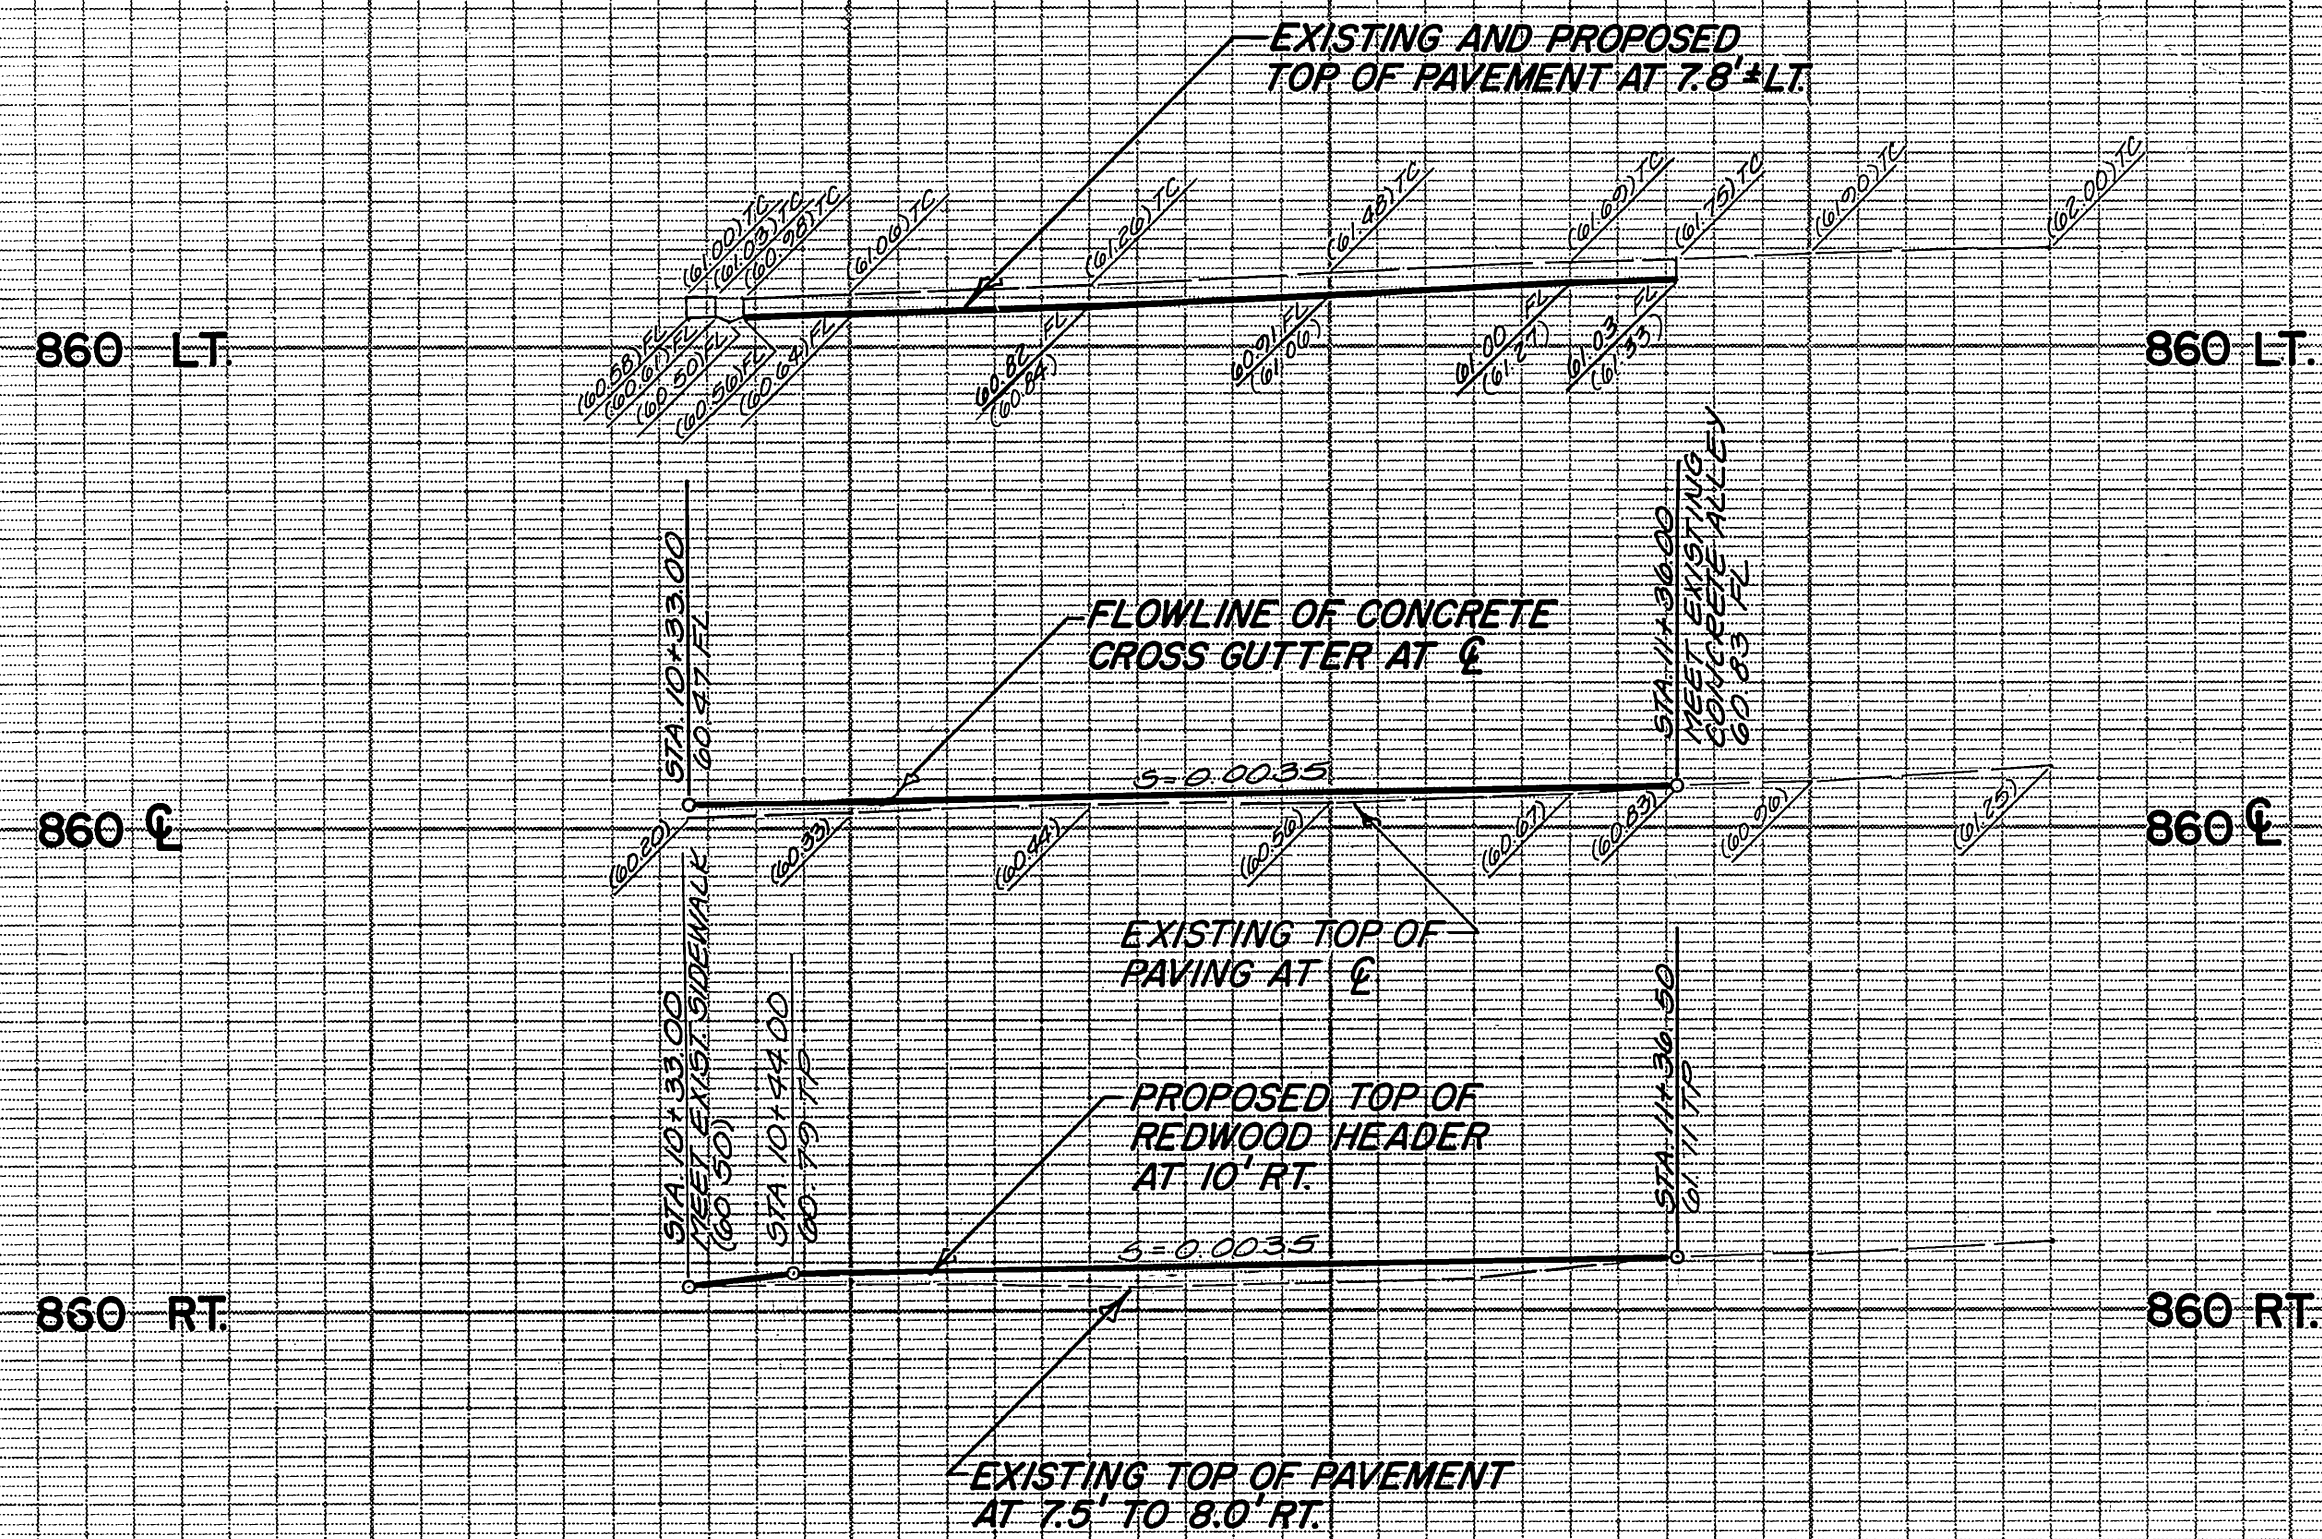 EXISTING AND PROPOSED
TOP OF PAVEMENT AT 7.8'± LT.
(61.00) TC
(61.03) TC
(60.98) TC
(61.06) TC
(61.26) TC
(61.48) TC
(61.69) TC
(61.75) TC
(61.90) TC
(62.00) TC
860 LT.
860 LT.
(60.58) FL
(60.61) FL
(60.50) FL
(60.56) FL
(60.64) FL
60.82 FL
(60.84)
60.91 FL
(61.06)
61.00 FL
(61.27)
61.03 FL
(61.33)
STA. 10+33.00
60.47 FL
FLOWLINE OF CONCRETE
CROSS GUTTER AT ℄
STA. 11+36.00
MEET EXISTING
CONCRETE ALLEY
60.83 FL
S=0.0035
860 ℄
860 ℄
(60.20)
(60.33)
(60.44)
(60.56)
(60.67)
(60.83)
(60.96)
(61.25)
EXISTING TOP OF
PAVING AT ℄
STA. 10+33.00
MEET EXIST. SIDEWALK
(60.50)
STA. 10+44.00
60.79 TP
PROPOSED TOP OF
REDWOOD HEADER
AT 10' RT.
STA. 11+36.50
61.11 TP
S=0.0035
860 RT.
860 RT.
EXISTING TOP OF PAVEMENT
AT 7.5' TO 8.0' RT.